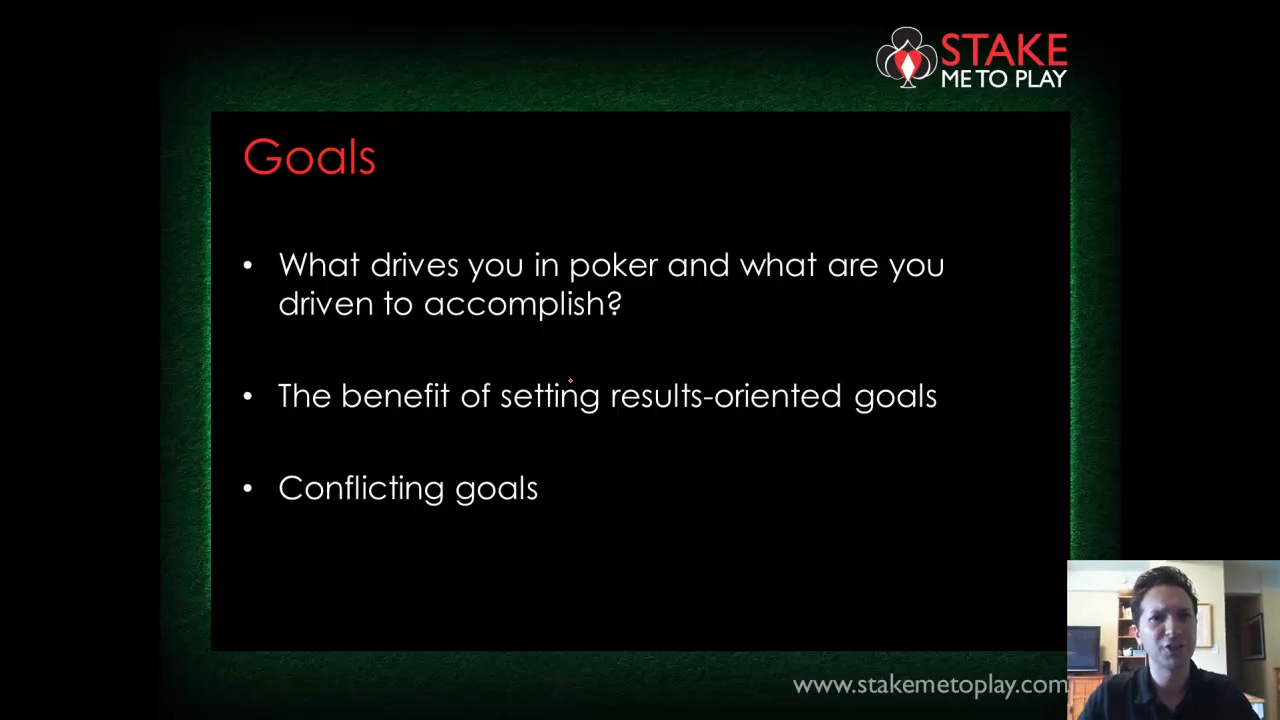 STAKE
ME TO PLAY
Goals
• What drives you in poker and what are you
driven to accomplish?
• The benefit of setting results-oriented goals
• Conflicting goals
www.stakemetoplay.com